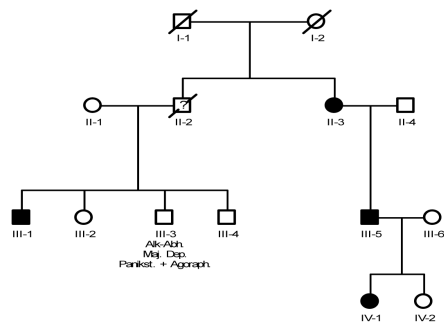 I-1 I-2
?
II-1 II-2 II-3 II-4
III-1 III-2 III-3 III-4 III-5 III-6
Alk-Abh.
Maj. Dep.
Panikst. + Agoraph.
IV-1 IV-2